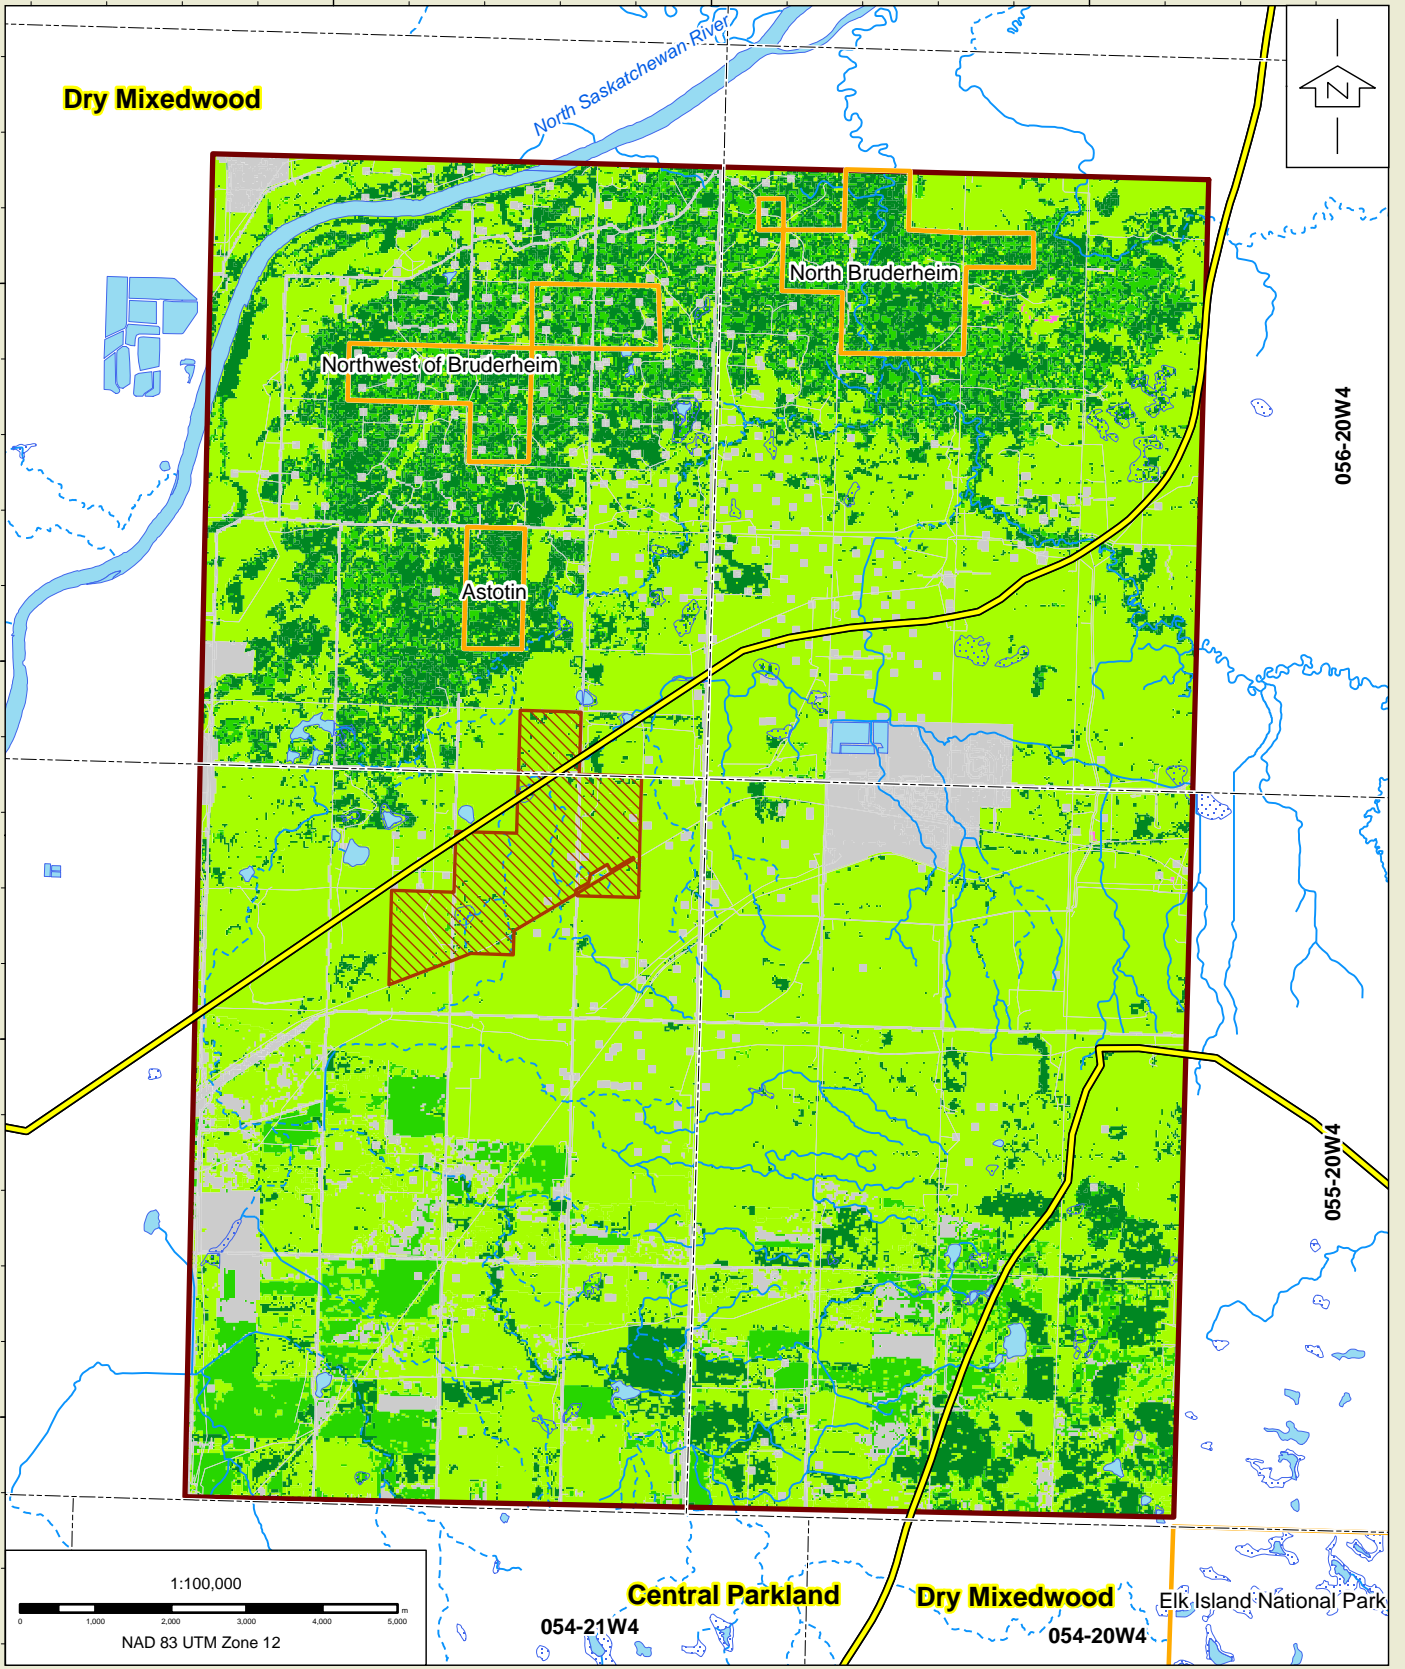 North Saskatchewan River
Dry Mixedwood
N
North Bruderheim
Northwest of Bruderheim
056-20W4
Astotin
055-20W4
1:100,000
0 1,000 2,000 3,000 4,000 5,000 m
NAD 83 UTM Zone 12
Central Parkland
Dry Mixedwood
Elk Island National Park
054-21W4
054-20W4